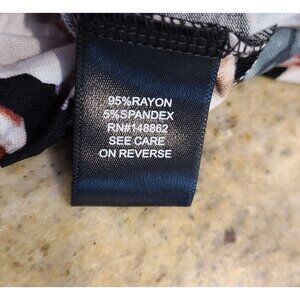 95%RAYON
5%SPANDEX
RN#148862
SEE CARE
ON REVERSE